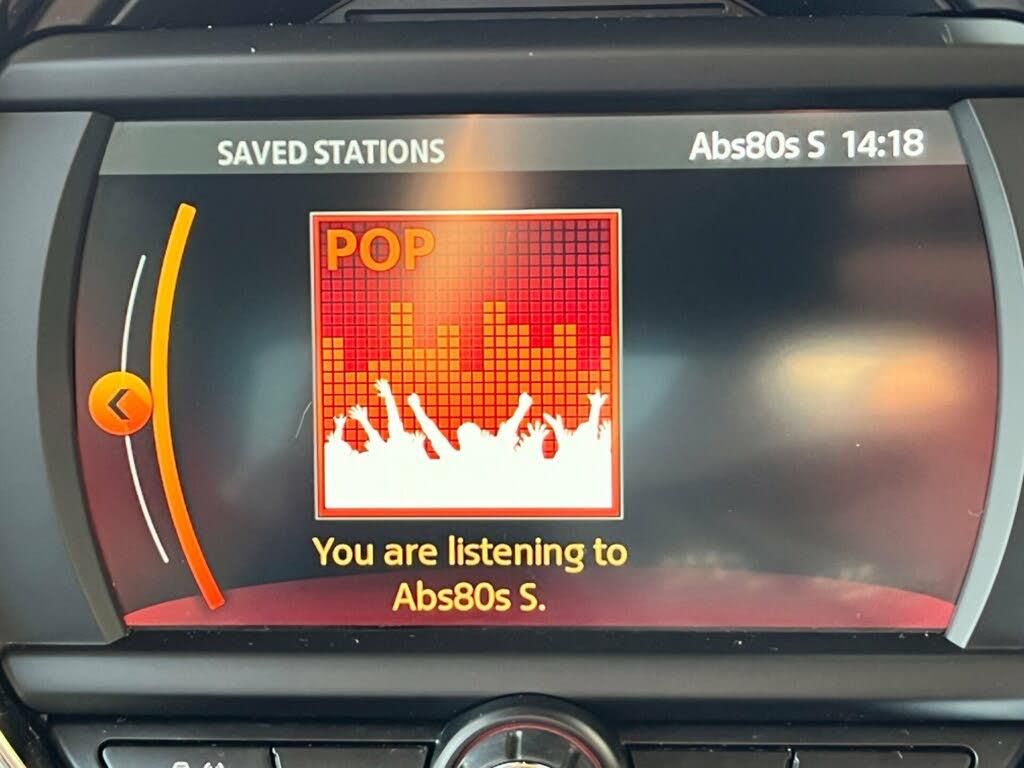 SAVED STATIONS
Abs80s S 14:18
POP
You are listening to
Abs80s S.